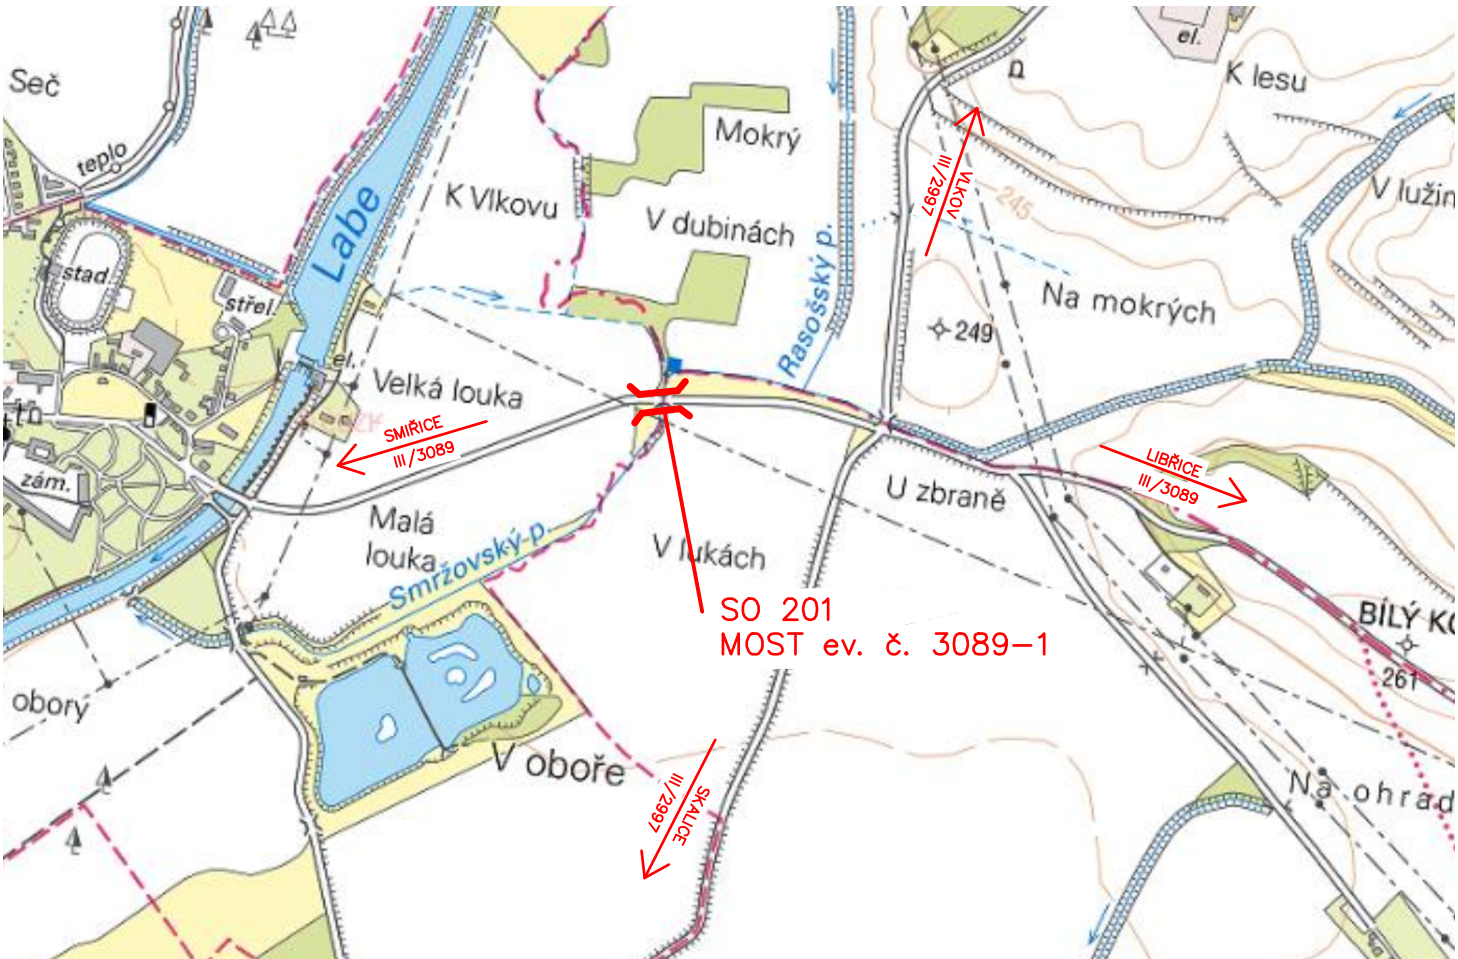 Seč
teplo
Labe
stad.
střel.
el.
K Vlkovu
Mokrý
V dubinách
Rasošský p.
el.
K lesu
V lužin
VLKOV
III/2997
245
Na mokrých
249
Velká louka
SMIŘICE
III/3089
zám.
Malá
louka
Smržovský p.
V lukách
U zbraně
LIBŘICE
III/3089
SO 201
MOST ev. č. 3089-1
BÍLÝ KO
261
obory
V oboře
SKALICE
III/2997
Na ohrad